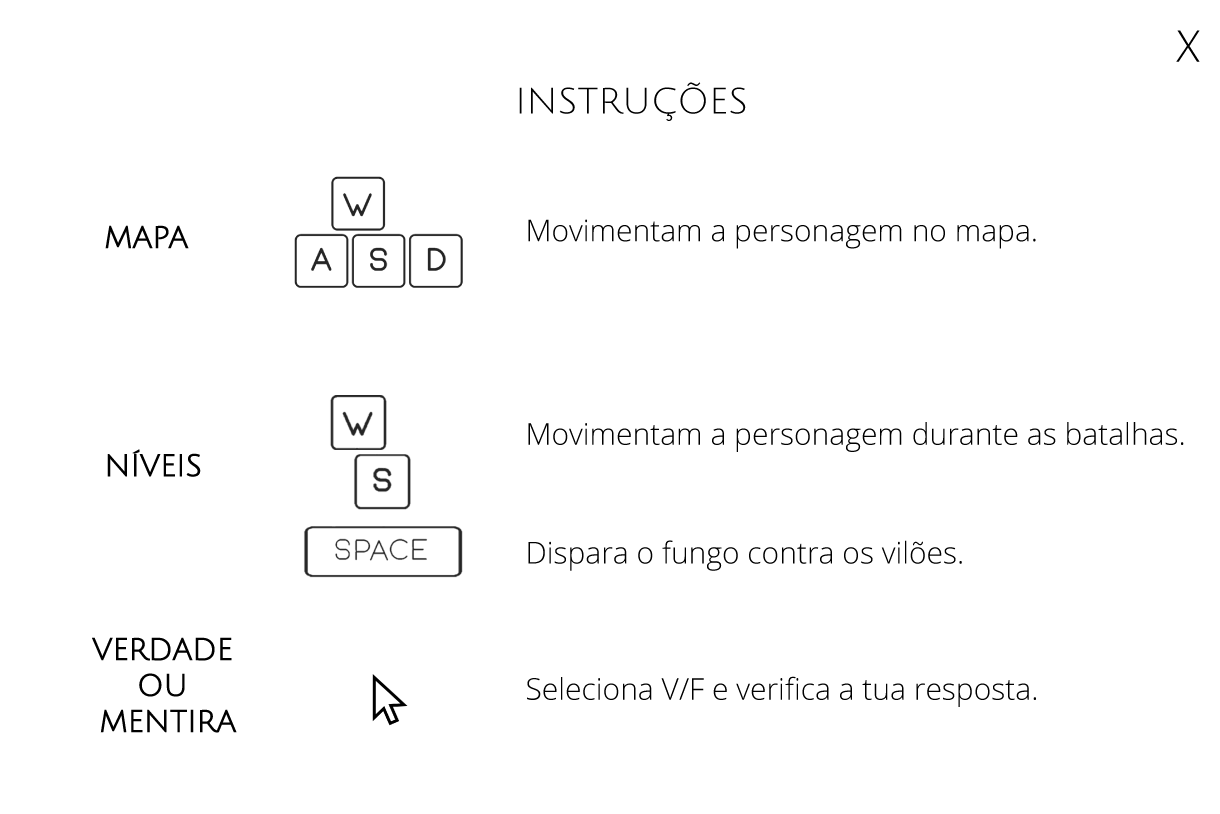 X
INSTRUÇÕES
MAPA
W
A S D
Movimentam a personagem no mapa.
NÍVEIS
W
S
Movimentam a personagem durante as batalhas.
SPACE
Dispara o fungo contra os vilões.
VERDADE
OU
MENTIRA
Seleciona V/F e verifica a tua resposta.